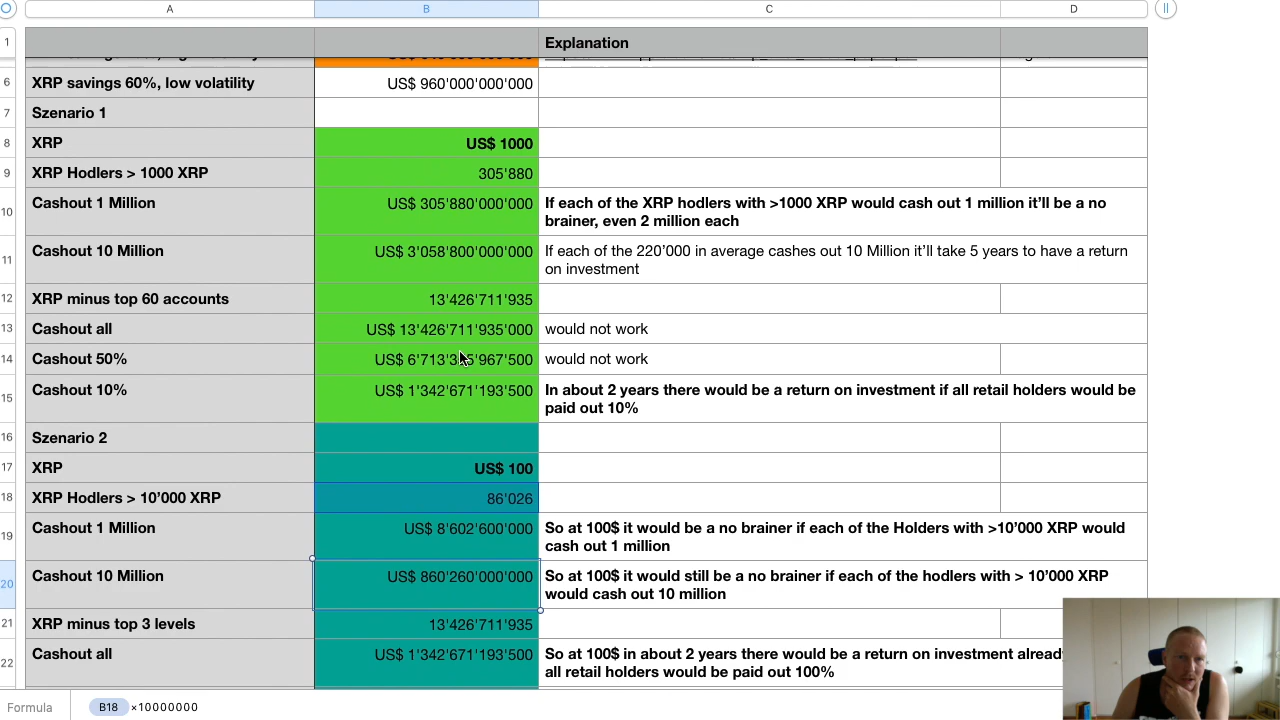 A B C D
1 Explanation
6 XRP savings 60%, low volatility US$ 960'000'000'000
7 Szenario 1
8 XRP US$ 1000
9 XRP Hodlers > 1000 XRP 305'880
10 Cashout 1 Million US$ 305'880'000'000 If each of the XRP hodlers with >1000 XRP would cash out 1 million it'll be a no
brainer, even 2 million each
11 Cashout 10 Million US$ 3'058'800'000'000 If each of the 220’000 in average cashes out 10 Million it’ll take 5 years to have a return
on investment
12 XRP minus top 60 accounts 13'426'711'935
13 Cashout all US$ 13'426'711'935'000 would not work
14 Cashout 50% would not work
15 Cashout 10% US$ 1'342'671'193'500 In about 2 years there would be a return on investment if all retail holders would be
paid out 10%
16 Szenario 2
17 XRP US$ 100
18 XRP Hodlers > 10’000 XRP 86'026
19 Cashout 1 Million US$ 8'602'600'000 So at 100$ it would be a no brainer if each of the Holders with >10’000 XRP would
cash out 1 million
20 Cashout 10 Million US$ 860'260'000'000 So at 100$ it would still be a no brainer if each of the hodlers with > 10’000 XRP
would cash out 10 million
21 XRP minus top 3 levels 13'426'711'935
22 Cashout all US$ 1'342'671'193'500 So at 100$ in about 2 years there would be a return on investment
all retail holders would be paid out 100%
Formula B18 ×10000000